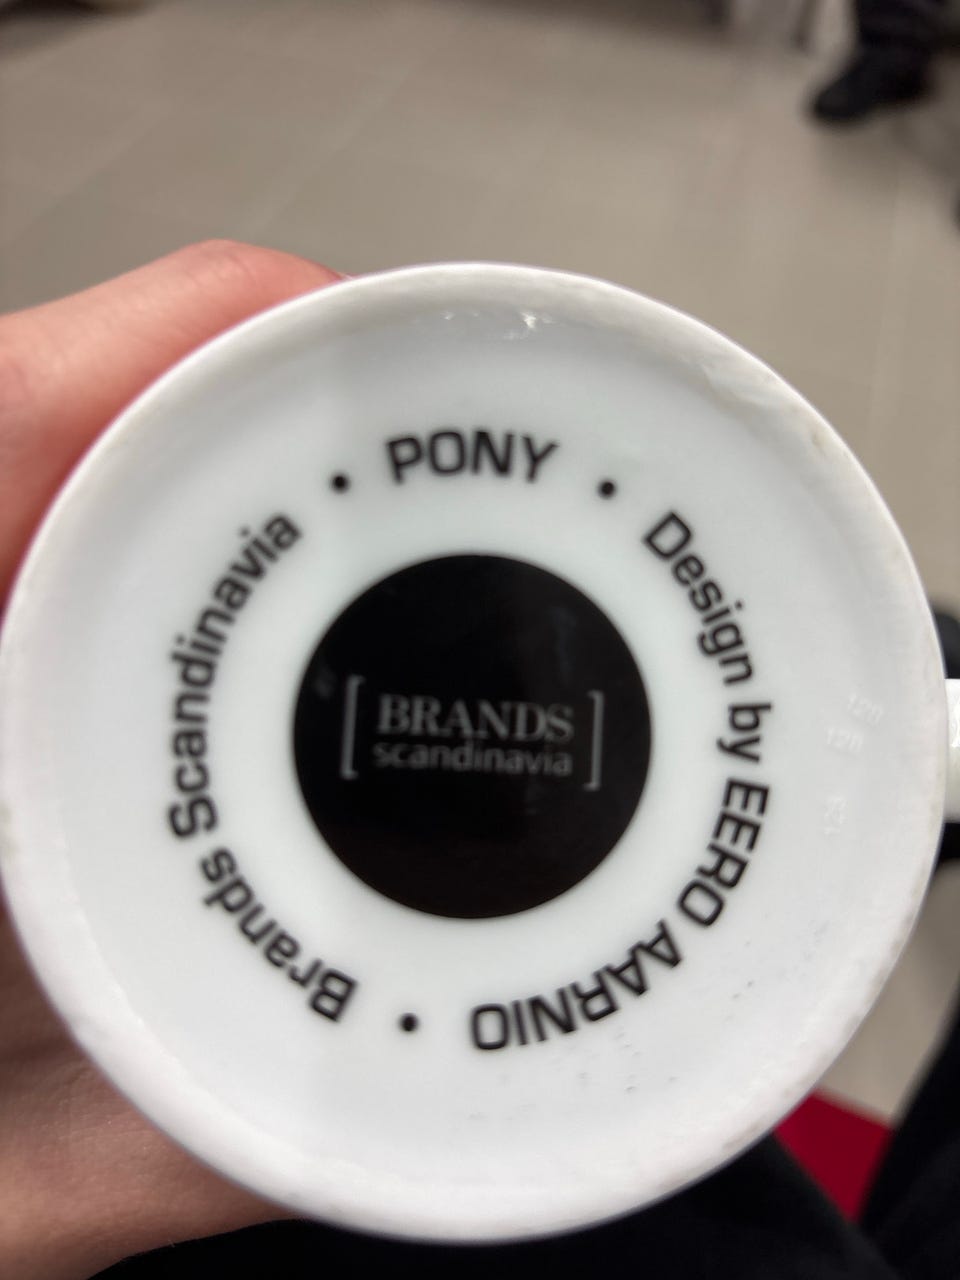 PONY • Design by EERO AARNIO • Brands Scandinavia •
[BRANDS
scandinavia]